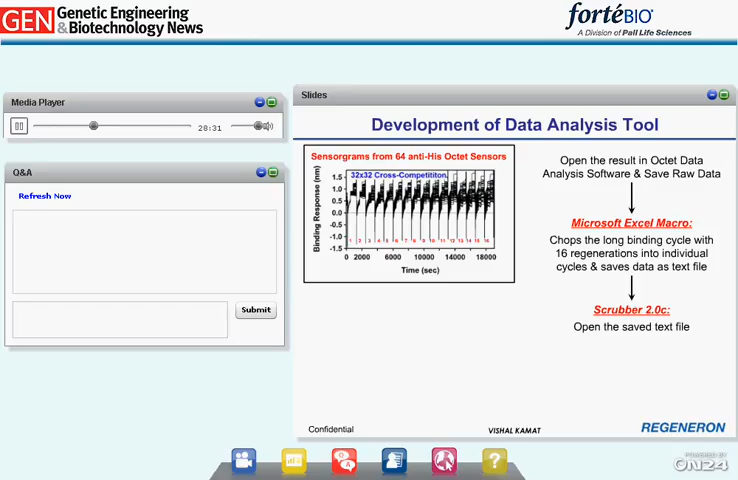 GEN Genetic Engineering
& Biotechnology News
fortéBIO®
A Division of Pall Life Sciences
Media Player
28:31
Q&A
Refresh Now
Submit
Slides
Development of Data Analysis Tool
Sensorgrams from 64 anti-His Octet Sensors
32x32 Cross-Competititon
Binding Response (nm)
1.5
1.0
0.5
0.0
-0.5
-1.0
-1.5
1 2 3 4 5 6 7 8 9 10 11 12 13 14 15 16
0 2000 6000 10000 14000 18000
Time (sec)
Open the result in Octet Data
Analysis Software & Save Raw Data
Microsoft Excel Macro:
Chops the long binding cycle with
16 regenerations into individual
cycles & saves data as text file
Scrubber 2.0c:
Open the saved text file
Confidential
VISHAL KAMAT
REGENERON
Q
A
?
POWERED BY
ON24